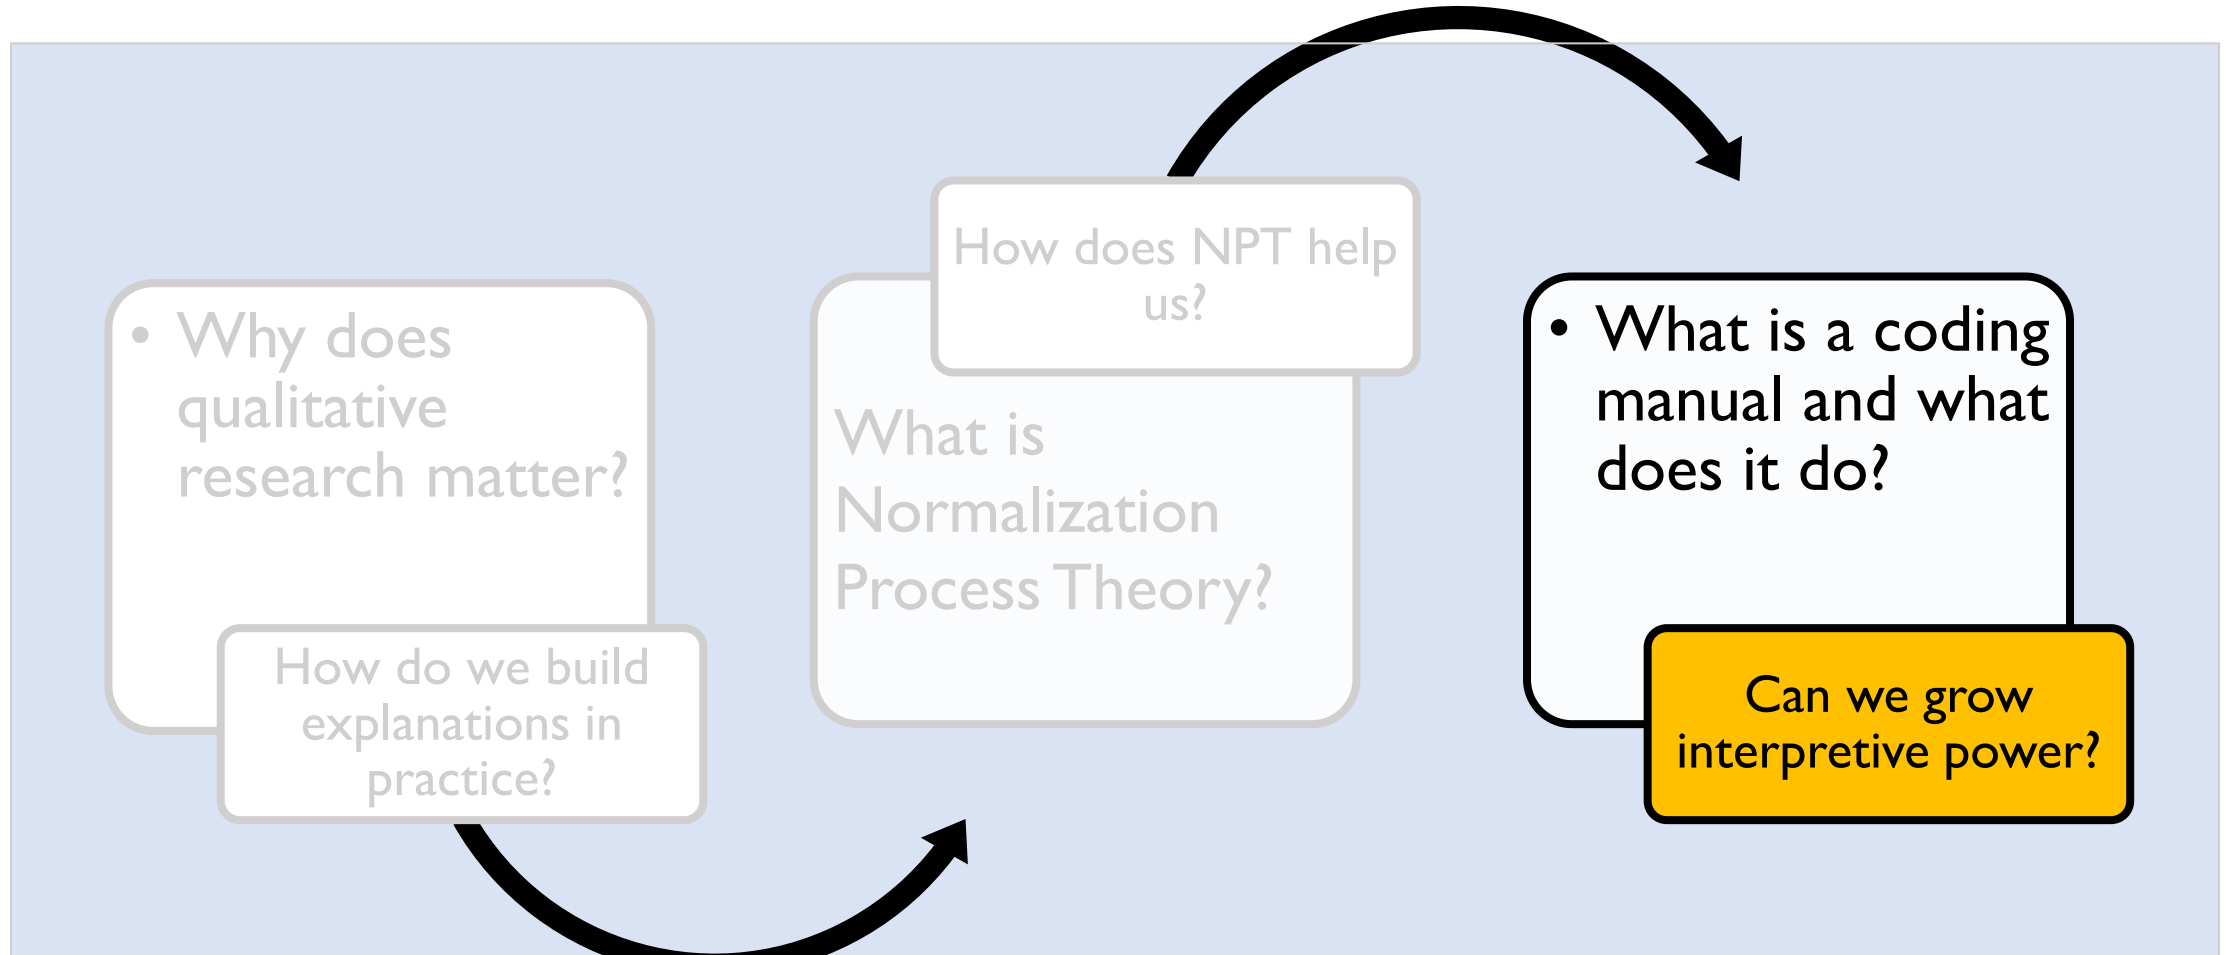 • Why does
qualitative
research matter?
How do we build
explanations in
practice?
How does NPT help
us?
What is
Normalization
Process Theory?
• What is a coding
manual and what
does it do?
Can we grow
interpretive power?